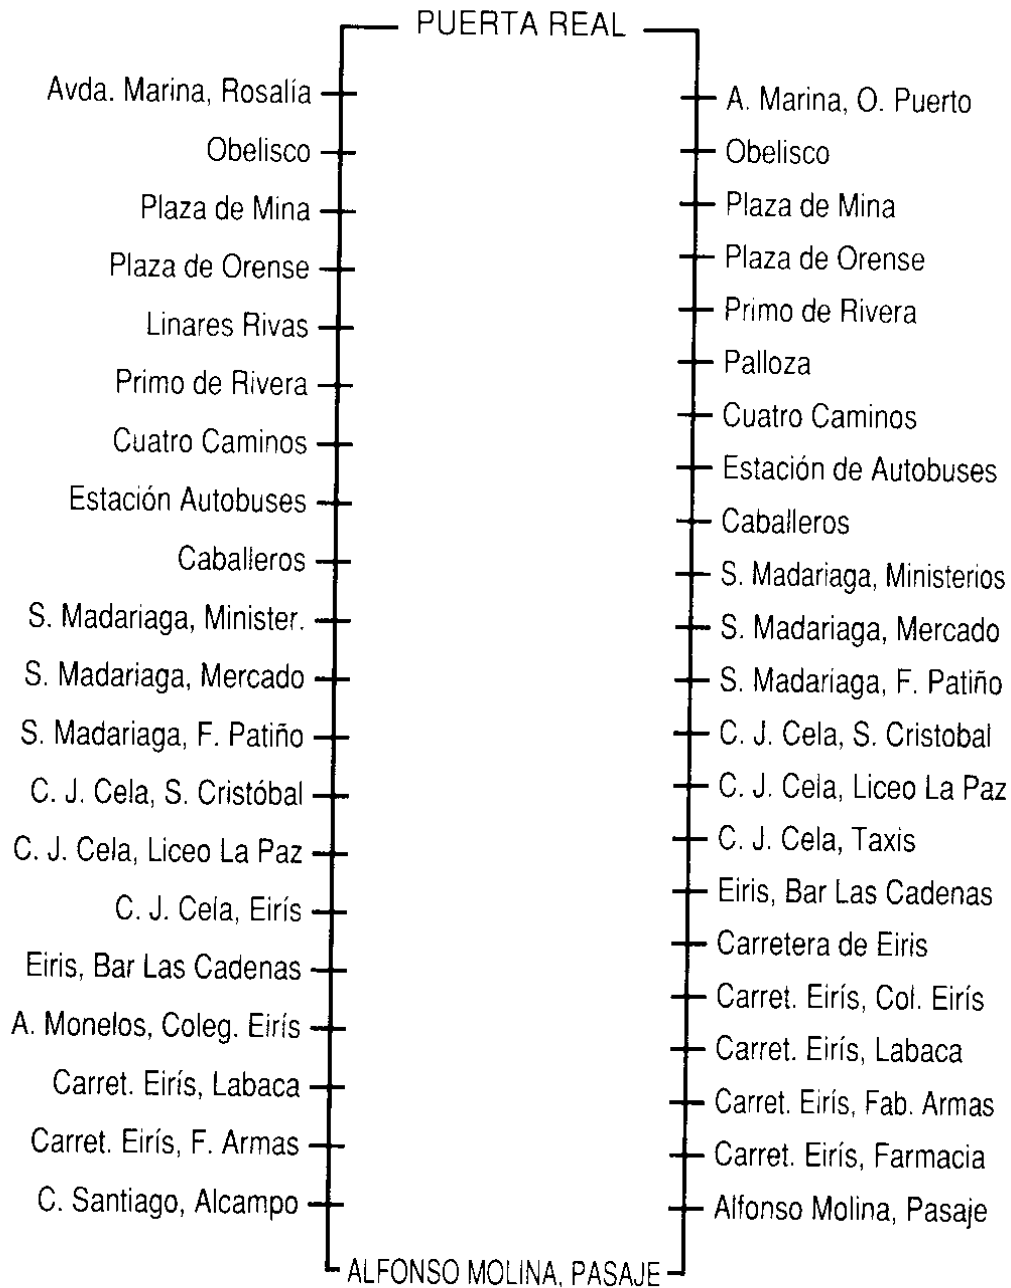 PUERTA REAL
Avda. Marina, Rosalía
Obelisco
Plaza de Mina
Plaza de Orense
Linares Rivas
Primo de Rivera
Cuatro Caminos
Estación Autobuses
Caballeros
S. Madariaga, Minister.
S. Madariaga, Mercado
S. Madariaga, F. Patiño
C. J. Cela, S. Cristóbal
C. J. Cela, Liceo La Paz
C. J. Cela, Eirís
Eiris, Bar Las Cadenas
A. Monelos, Coleg. Eirís
Carret. Eirís, Labaca
Carret. Eirís, F. Armas
C. Santiago, Alcampo
A. Marina, O. Puerto
Obelisco
Plaza de Mina
Plaza de Orense
Primo de Rivera
Palloza
Cuatro Caminos
Estación de Autobuses
Caballeros
S. Madariaga, Ministerios
S. Madariaga, Mercado
S. Madariaga, F. Patiño
C. J. Cela, S. Cristobal
C. J. Cela, Liceo La Paz
C. J. Cela, Taxis
Eiris, Bar Las Cadenas
Carretera de Eiris
Carret. Eirís, Col. Eirís
Carret. Eirís, Labaca
Carret. Eirís, Fab. Armas
Carret. Eirís, Farmacia
Alfonso Molina, Pasaje
ALFONSO MOLINA, PASAJE